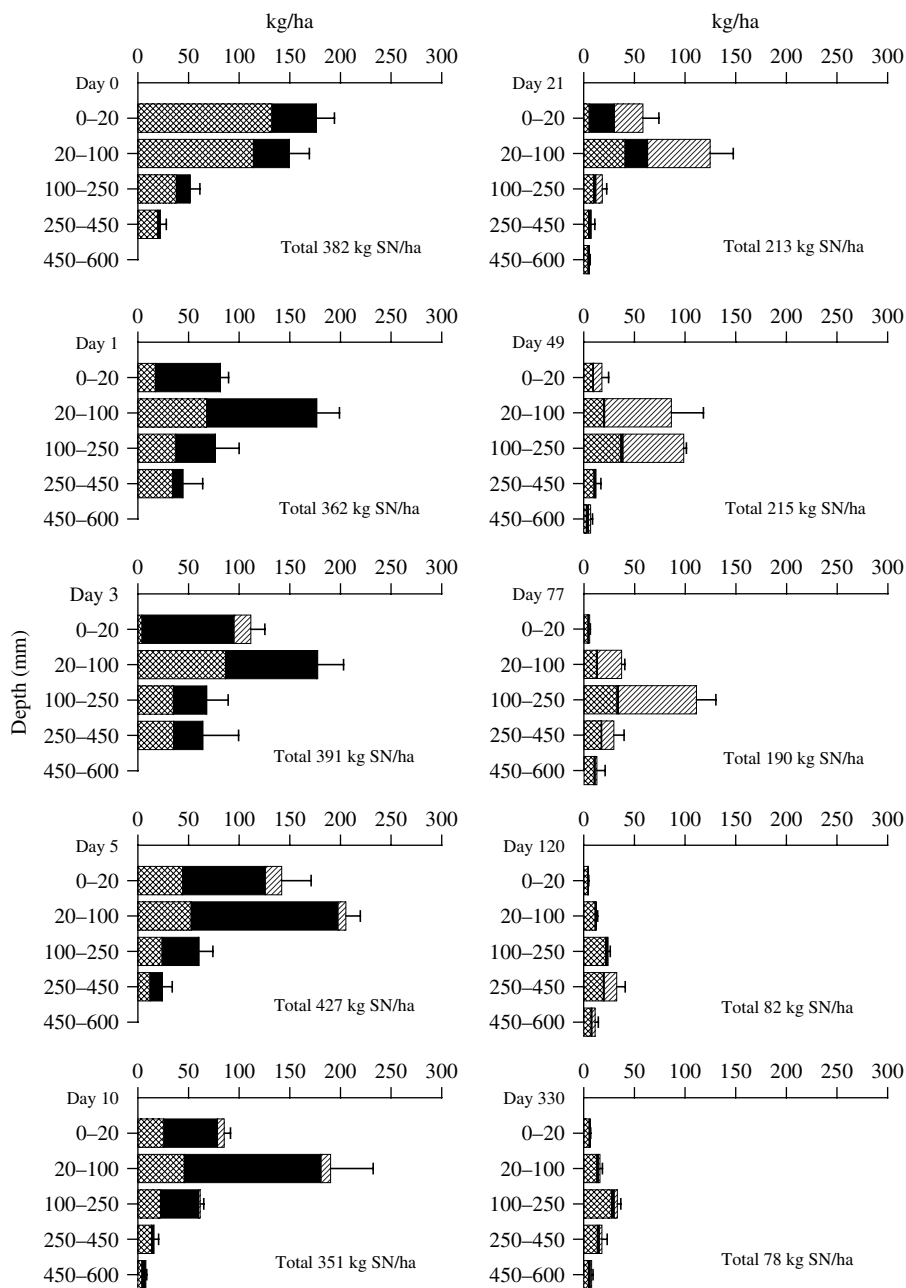 kg/ha
0 50 100 150 200 250 300
Day 0
0–20
20–100
100–250
250–450
450–600
Total 382 kg SN/ha
0 50 100 150 200 250 300
Day 1
0–20
20–100
100–250
250–450
450–600
Total 362 kg SN/ha
Depth (mm)
0 50 100 150 200 250 300
Day 3
0–20
20–100
100–250
250–450
450–600
Total 391 kg SN/ha
0 50 100 150 200 250 300
Day 5
0–20
20–100
100–250
250–450
450–600
Total 427 kg SN/ha
0 50 100 150 200 250 300
Day 10
0–20
20–100
100–250
250–450
450–600
Total 351 kg SN/ha
kg/ha
0 50 100 150 200 250 300
Day 21
0–20
20–100
100–250
250–450
450–600
Total 213 kg SN/ha
0 50 100 150 200 250 300
Day 49
0–20
20–100
100–250
250–450
450–600
Total 215 kg SN/ha
0 50 100 150 200 250 300
Day 77
0–20
20–100
100–250
250–450
450–600
Total 190 kg SN/ha
0 50 100 150 200 250 300
Day 120
0–20
20–100
100–250
250–450
450–600
Total 82 kg SN/ha
0 50 100 150 200 250 300
Day 330
0–20
20–100
100–250
250–450
450–600
Total 78 kg SN/ha